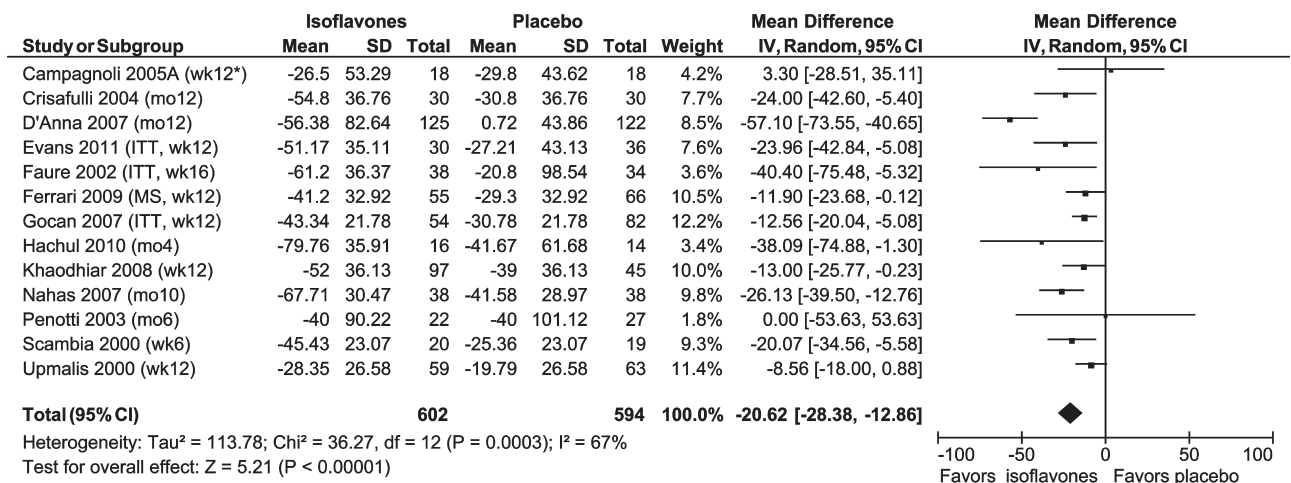 Isoflavones Placebo Mean Difference Mean Difference
Study or Subgroup Mean SD Total Mean SD Total Weight IV, Random, 95% CI IV, Random, 95% CI
Campagnoli 2005A (wk12*) -26.5 53.29 18 -29.8 43.62 18 4.2% 3.30 [-28.51, 35.11]
Crisafulli 2004 (mo12) -54.8 36.76 30 -30.8 36.76 30 7.7% -24.00 [-42.60, -5.40]
D'Anna 2007 (mo12) -56.38 82.64 125 0.72 43.86 122 8.5% -57.10 [-73.55, -40.65]
Evans 2011 (ITT, wk12) -51.17 35.11 30 -27.21 43.13 36 7.6% -23.96 [-42.84, -5.08]
Faure 2002 (ITT, wk16) -61.2 36.37 38 -20.8 98.54 34 3.6% -40.40 [-75.48, -5.32]
Ferrari 2009 (MS, wk12) -41.2 32.92 55 -29.3 32.92 66 10.5% -11.90 [-23.68, -0.12]
Gocan 2007 (ITT, wk12) -43.34 21.78 54 -30.78 21.78 82 12.2% -12.56 [-20.04, -5.08]
Hachul 2010 (mo4) -79.76 35.91 16 -41.67 61.68 14 3.4% -38.09 [-74.88, -1.30]
Khaodhiar 2008 (wk12) -52 36.13 97 -39 36.13 45 10.0% -13.00 [-25.77, -0.23]
Nahas 2007 (mo10) -67.71 30.47 38 -41.58 28.97 38 9.8% -26.13 [-39.50, -12.76]
Penotti 2003 (mo6) -40 90.22 22 -40 101.12 27 1.8% 0.00 [-53.63, 53.63]
Scambia 2000 (wk6) -45.43 23.07 20 -25.36 23.07 19 9.3% -20.07 [-34.56, -5.58]
Upmalis 2000 (wk12) -28.35 26.58 59 -19.79 26.58 63 11.4% -8.56 [-18.00, 0.88]
Total (95% CI) 602 594 100.0% -20.62 [-28.38, -12.86]
Heterogeneity: Tau² = 113.78; Chi² = 36.27, df = 12 (P = 0.0003); I² = 67%
Test for overall effect: Z = 5.21 (P < 0.00001)
-100 -50 0 50 100
Favors isoflavones Favors placebo